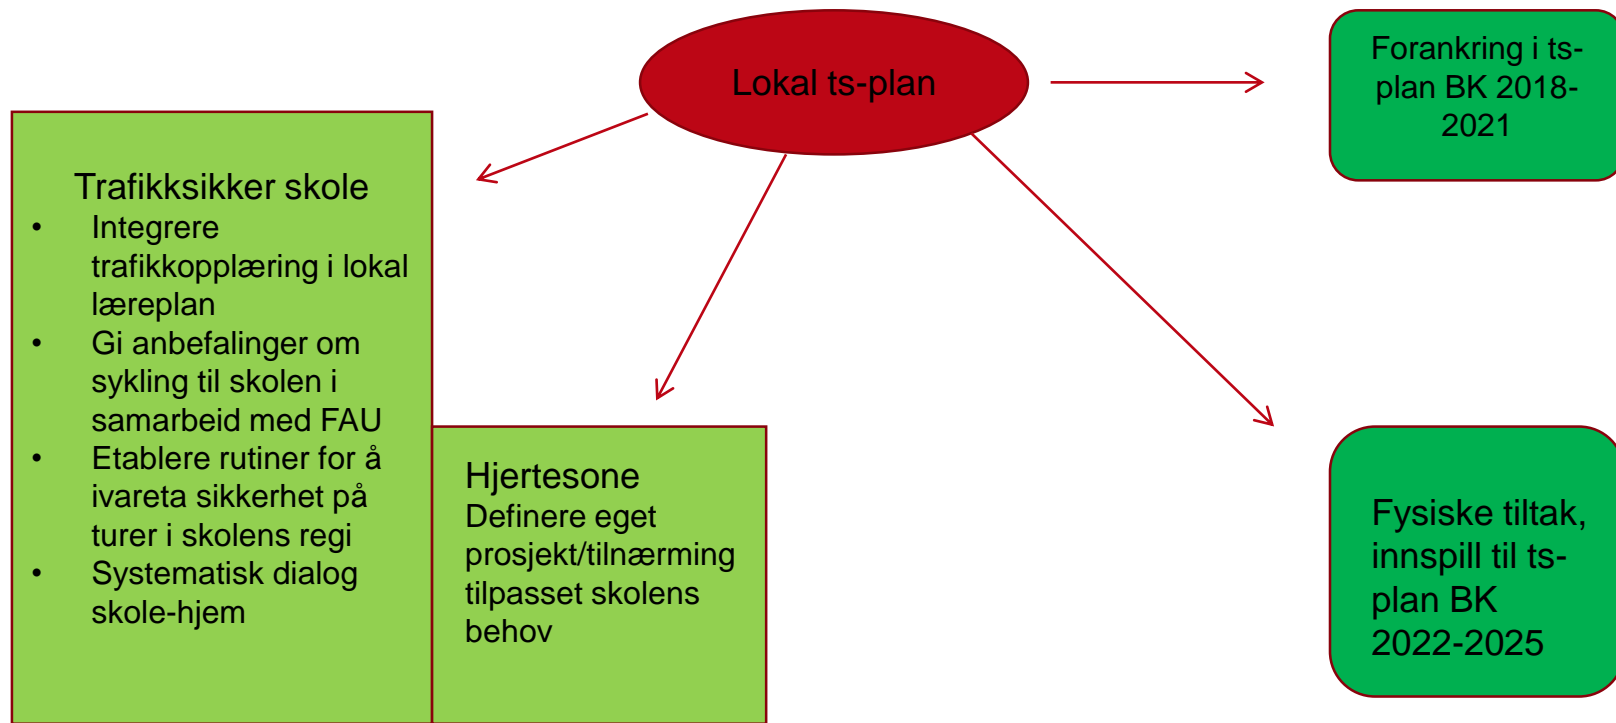 Lokal ts-plan
Forankring i ts-
plan BK 2018-
2021
Trafikksikker skole
• Integrere
trafikkopplæring i lokal
læreplan
• Gi anbefalinger om
sykling til skolen i
samarbeid med FAU
• Etablere rutiner for å
ivareta sikkerhet på
turer i skolens regi
• Systematisk dialog
skole-hjem
Hjertesone
Definere eget
prosjekt/tilnærming
tilpasset skolens
behov
Fysiske tiltak,
innspill til ts-
plan BK
2022-2025